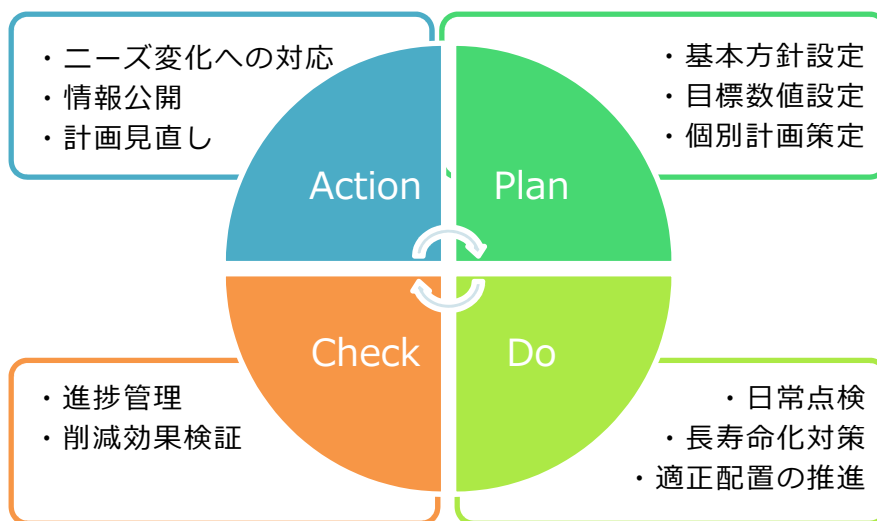 ・ニーズ変化への対応
・情報公開
・計画見直し
・基本方針設定
・目標数値設定
・個別計画策定
Action
Plan
Check
Do
・進捗管理
・削減効果検証
・日常点検
・長寿命化対策
・適正配置の推進